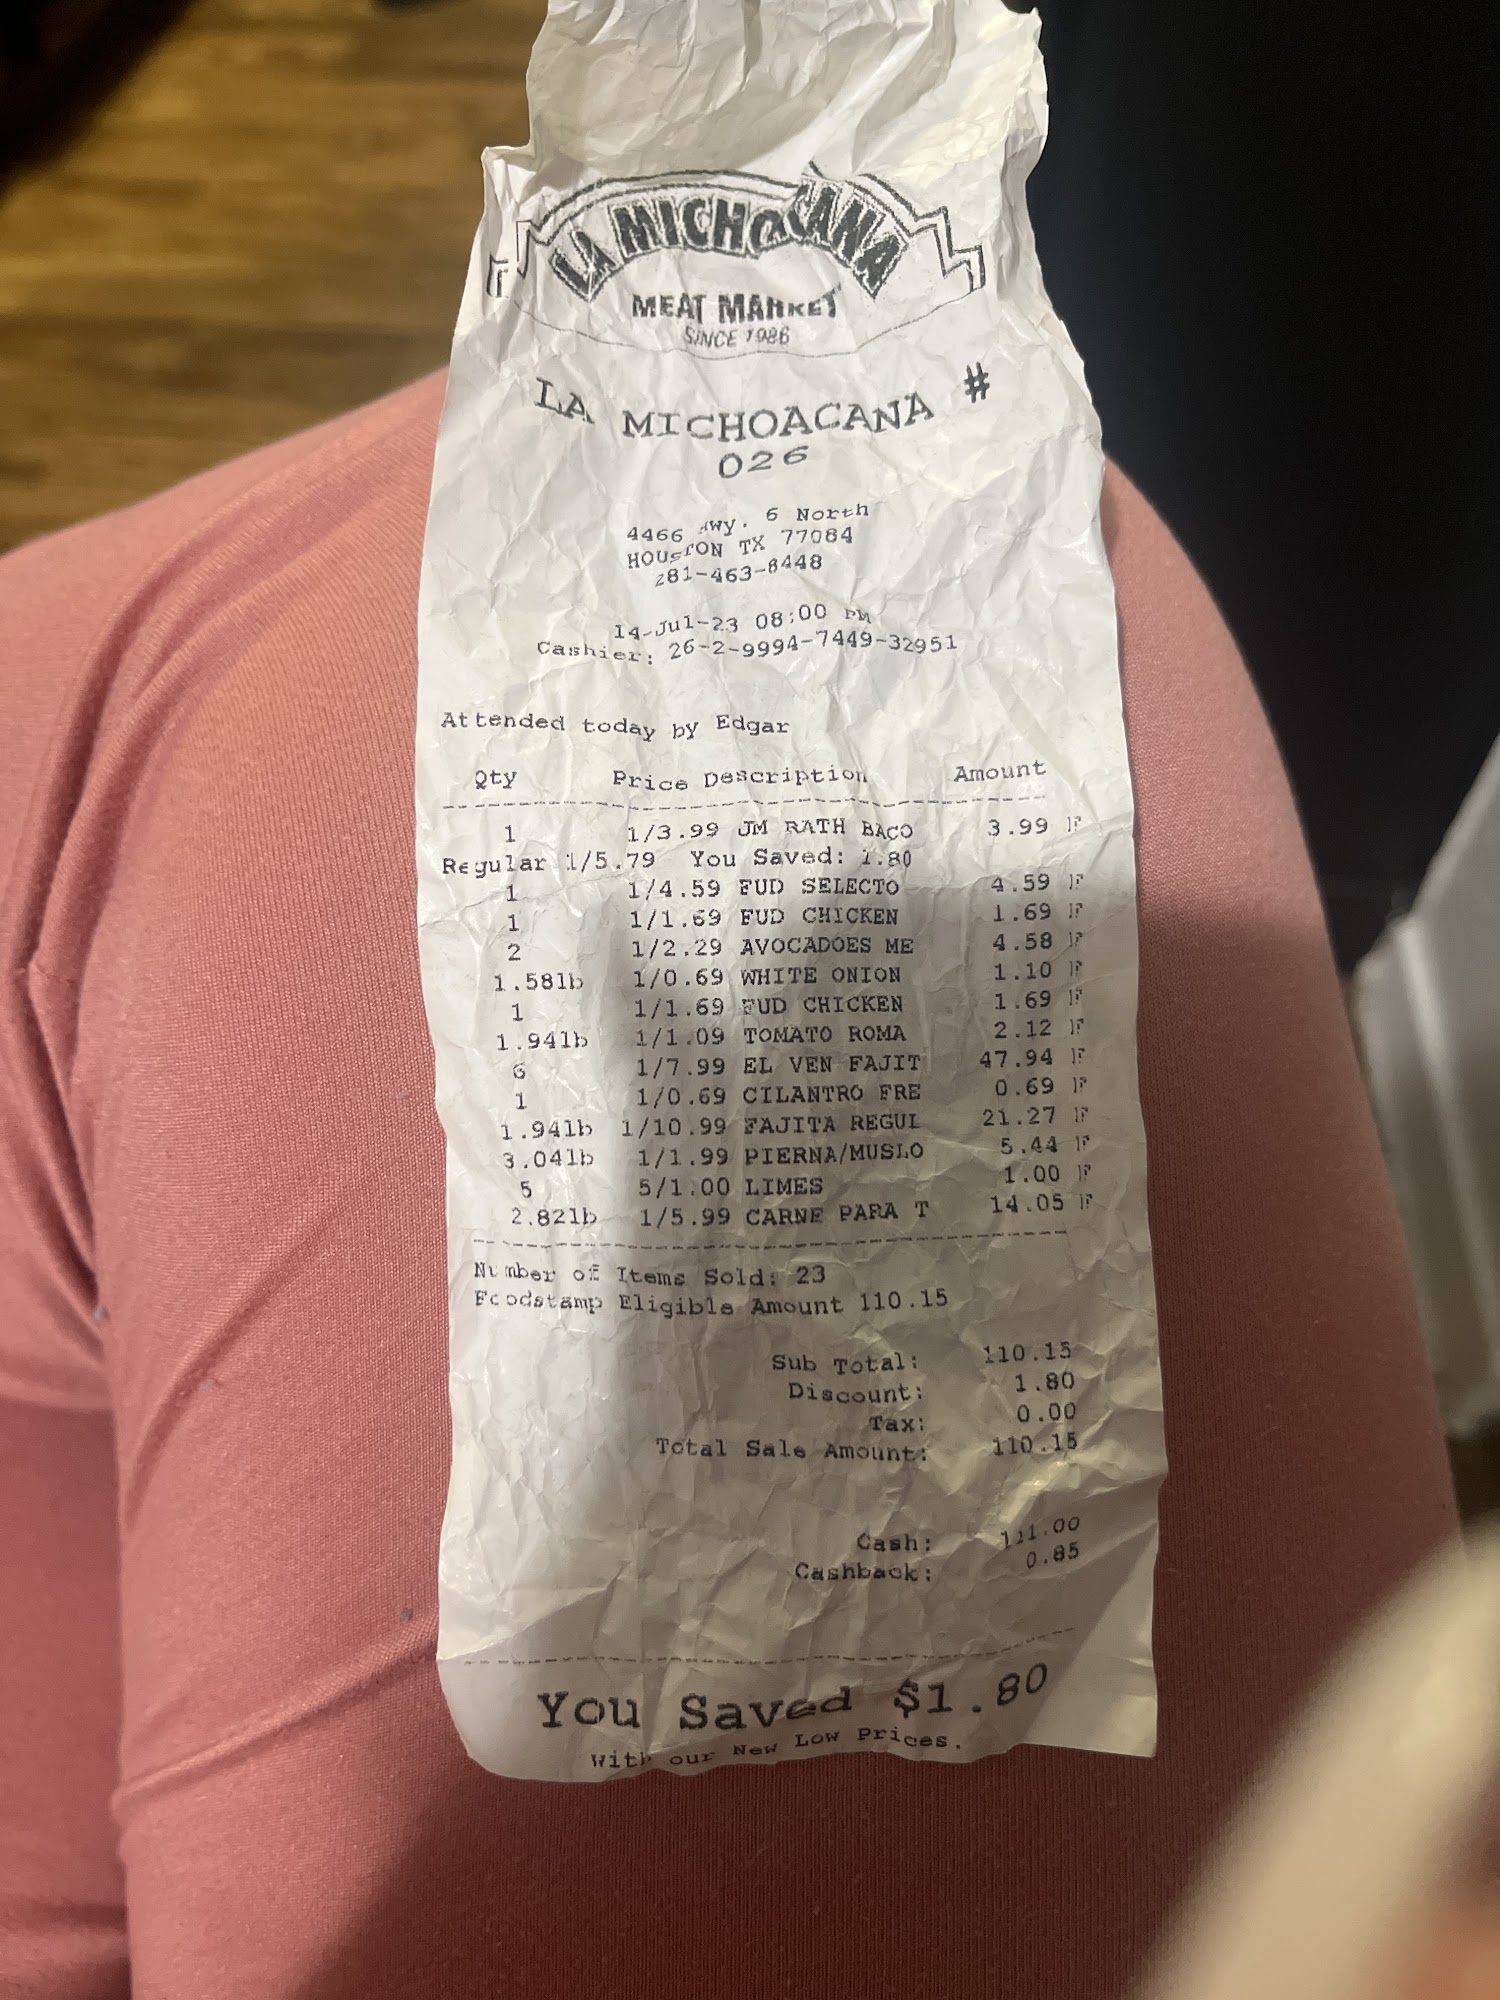 LA MICHOACANA
MEAT MARKET
SINCE 1986
LA MICHOACANA #
026
4466 Hwy. 6 North
HOUSTON TX 77084
281-463-8448
14-Jul-23 08:00 PM
Cashier: 26-2-9994-7449-32951
Attended today by Edgar
Qty Price Description Amount
1 1/3.99 JM RATH BACO 3.99 F
Regular 1/5.79 You Saved: 1.80
1 1/4.59 FUD SELECTO 4.59 F
1 1/1.69 FUD CHICKEN 1.69 F
2 1/2.29 AVOCADOES ME 4.58 F
1.58lb 1/0.69 WHITE ONION 1.10 F
1 1/1.69 FUD CHICKEN 1.69 F
1.94lb 1/1.09 TOMATO ROMA 2.12 F
6 1/7.99 EL VEN FAJIT 47.94 F
1 1/0.69 CILANTRO FRE 0.69 F
1.94lb 1/10.99 FAJITA REGUL 21.27 F
3.04lb 1/1.99 PIERNA/MUSLO 5.44 F
5 5/1.00 LIMES 1.00 F
2.82lb 1/5.99 CARNE PARA T 14.05 F
Number of Items Sold: 23
Foodstamp Eligible Amount 110.15
Sub Total: 110.15
Discount: 1.80
Tax: 0.00
Total Sale Amount: 110.15
Cash: 111.00
Cashback: 0.85
You Saved $1.80
With our New Low Prices.